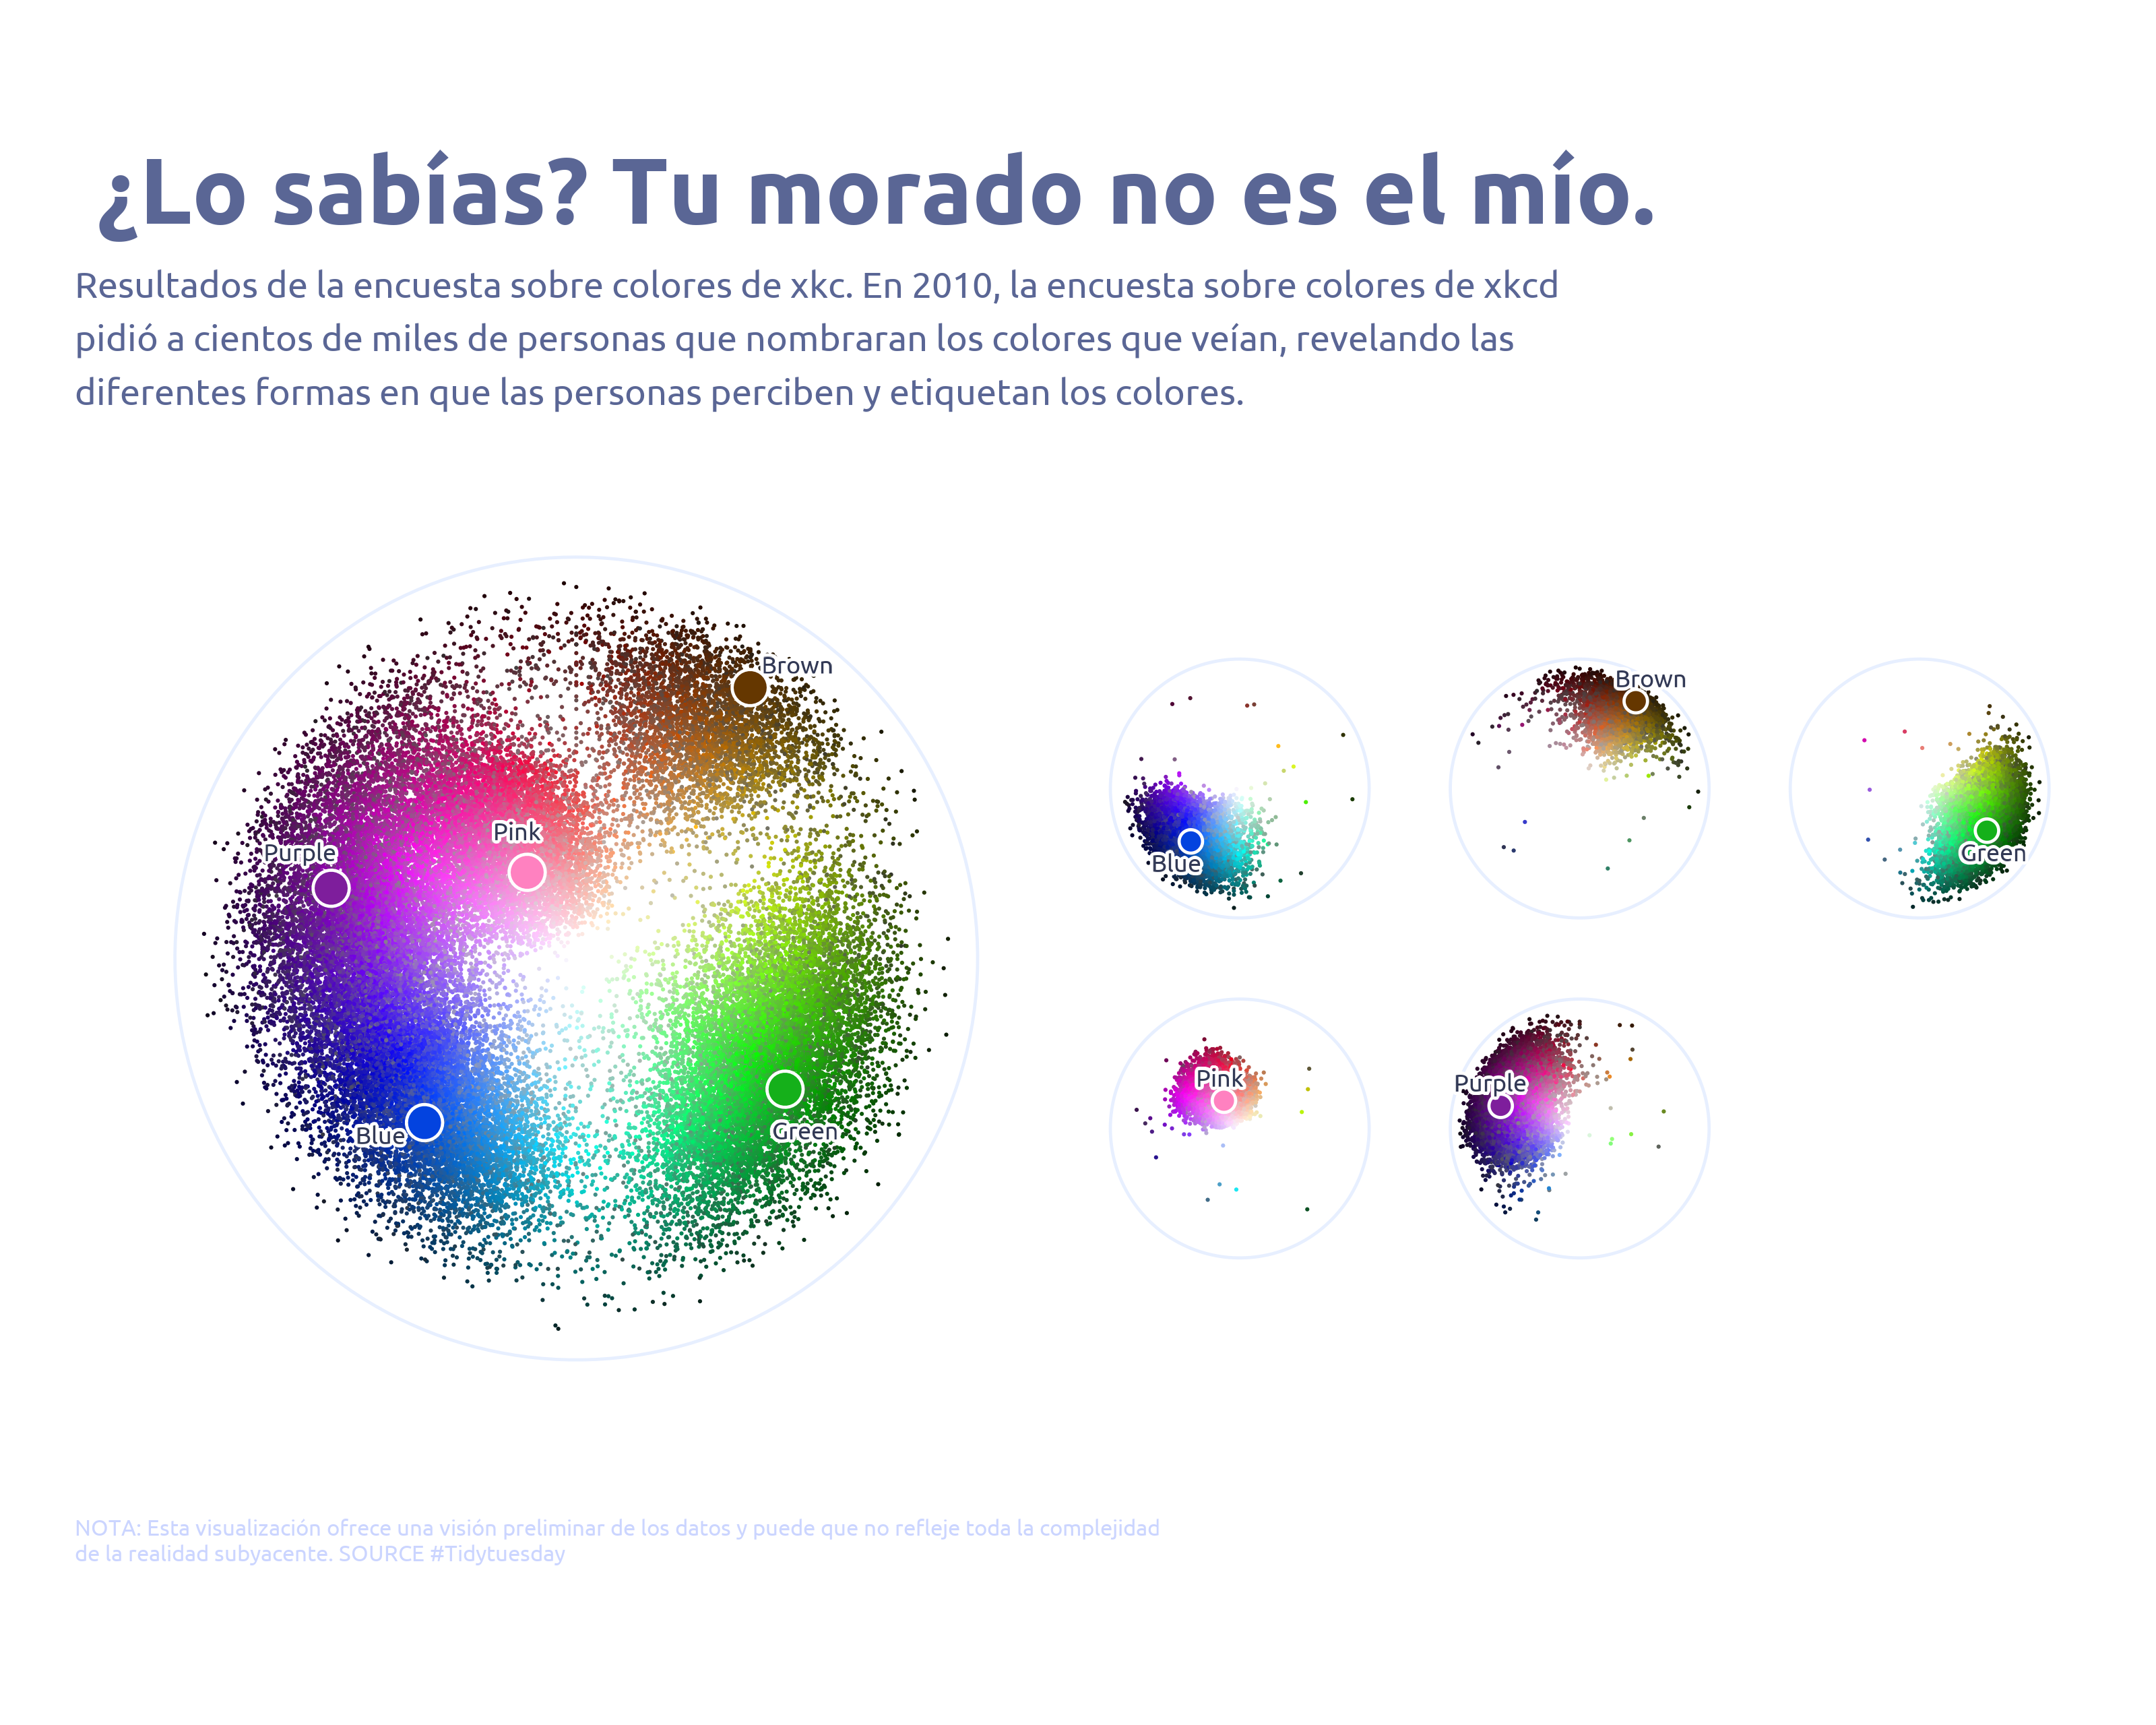 ¿Lo sabías? Tu morado no es el mío.
Resultados de la encuesta sobre colores de xkc. En 2010, la encuesta sobre colores de xkcd
pidió a cientos de miles de personas que nombraran los colores que veían, revelando las
diferentes formas en que las personas perciben y etiquetan los colores.
Brown
Pink
Purple
Blue
Green
Blue
Brown
Green
Pink
Purple
NOTA: Esta visualización ofrece una visión preliminar de los datos y puede que no refleje toda la complejidad
de la realidad subyacente. SOURCE #Tidytuesday